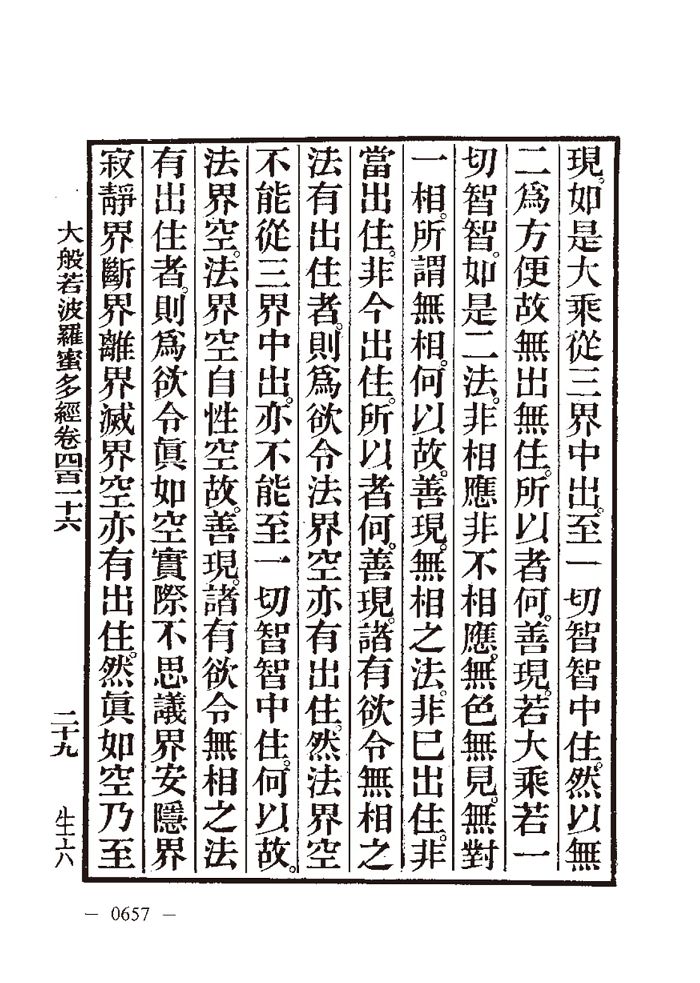 現。如是大乘從三界中出。至一切智智中住。然以無
二爲方便故無出無住。所以者何。善現。若大乘若一
切智智。如是二法。非相應非不相應。無色無見。無對
一相。所謂無相。何以故。善現。無相之法。非已出住。非
當出住。非今出住。所以者何。善現。諸有欲令無相之
法有出住者。則爲欲令法界空亦有出住。然法界空
不能從三界中出。亦不能至一切智智中住。何以故。
法界空。法界空自性空故。善現。諸有欲令無相之法
有出住者。則爲欲令眞如空實際不思議界安隱界
寂靜界斷界離界滅界空亦有出住。然眞如空乃至
大般若波羅蜜多經卷四百一十六 二十九 生六
— 0657 —